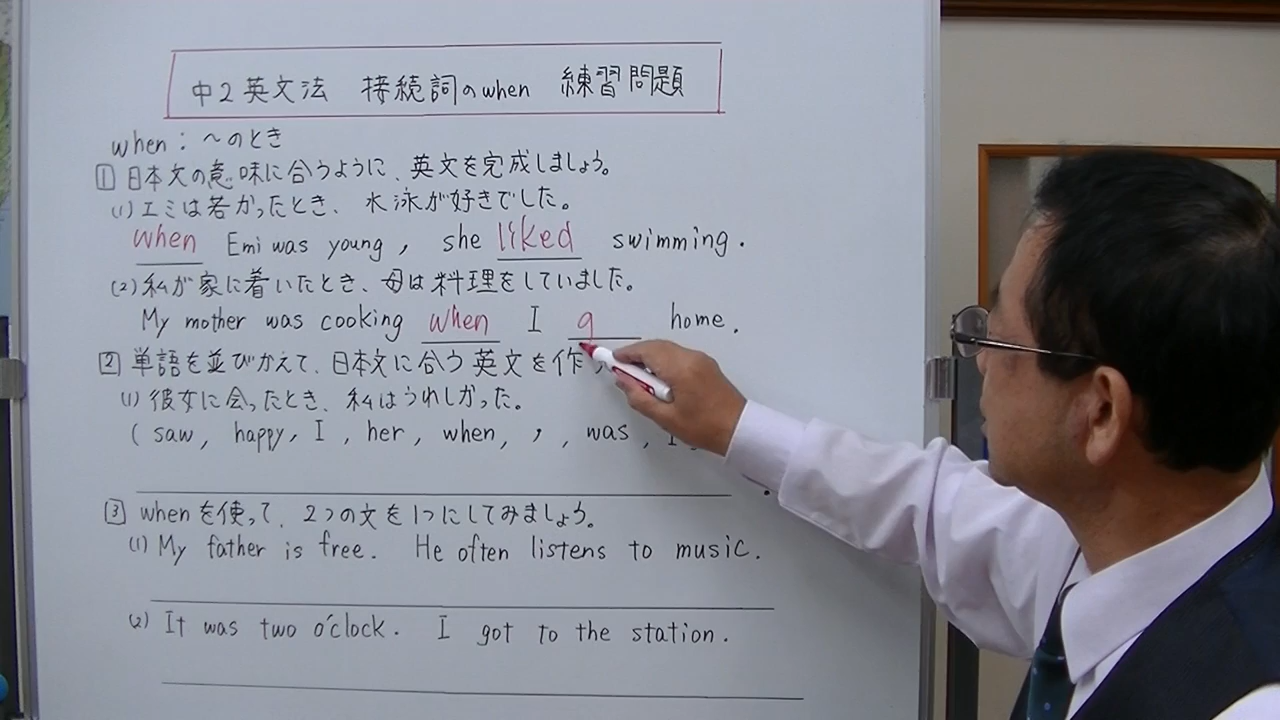 中2英文法 接続詞のwhen 練習問題
when：〜のとき
1 日本文の意味に合うように、英文を完成しましょう。
(1) エミは若かったとき、水泳が好きでした。
when Emi was young, she liked swimming.
(2) 私が家に着いたとき、母は料理をしていました。
My mother was cooking when I g home.
2 単語を並びかえて、日本文に合う英文を作
(1) 彼女に会ったとき、私はうれしかった。
( saw, happy, I, her, when, , , was, I
3 whenを使って、2つの文を1つにしてみましょう。
(1) My father is free. He often listens to music.
(2) It was two o'clock. I got to the station.